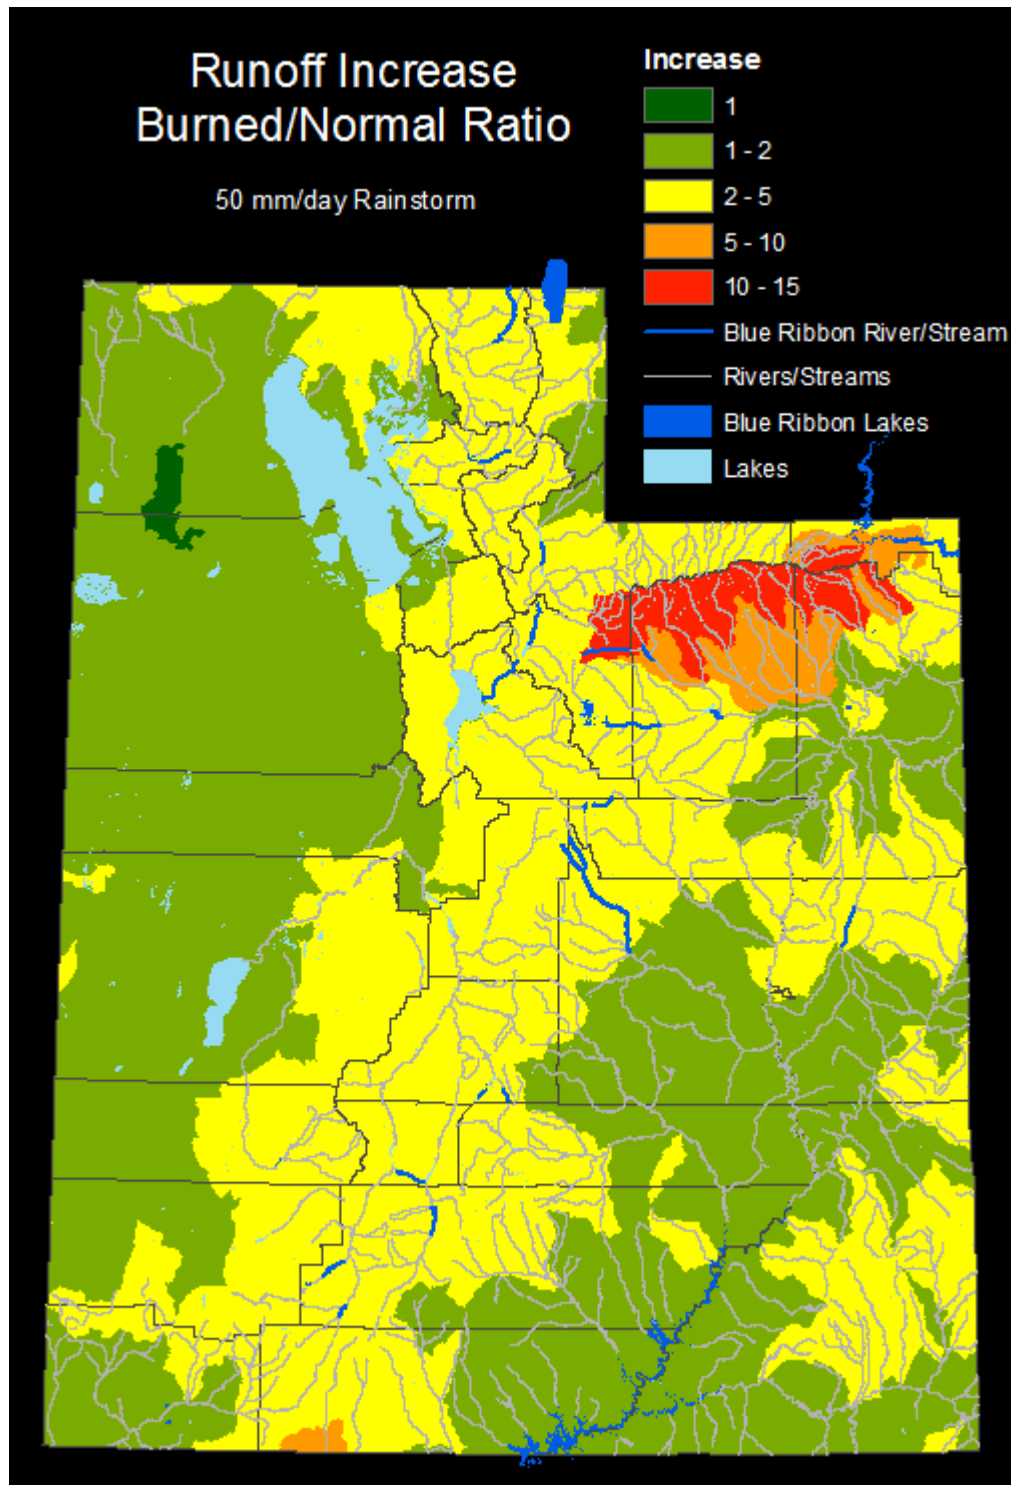 Runoff Increase
Burned/Normal Ratio
50 mm/day Rainstorm
Increase
1
1 - 2
2 - 5
5 - 10
10 - 15
Blue Ribbon River/Stream
Rivers/Streams
Blue Ribbon Lakes
Lakes